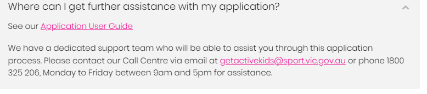 Where can I get further assistance with my application?
See our Application User Guide
We have a dedicated support team who will be able to assist you through this application
process. Please contact our Call Centre via email at getactivekids@sport.vic.gov.au or phone 1800
325 206, Monday to Friday between 9am and 5pm for assistance.